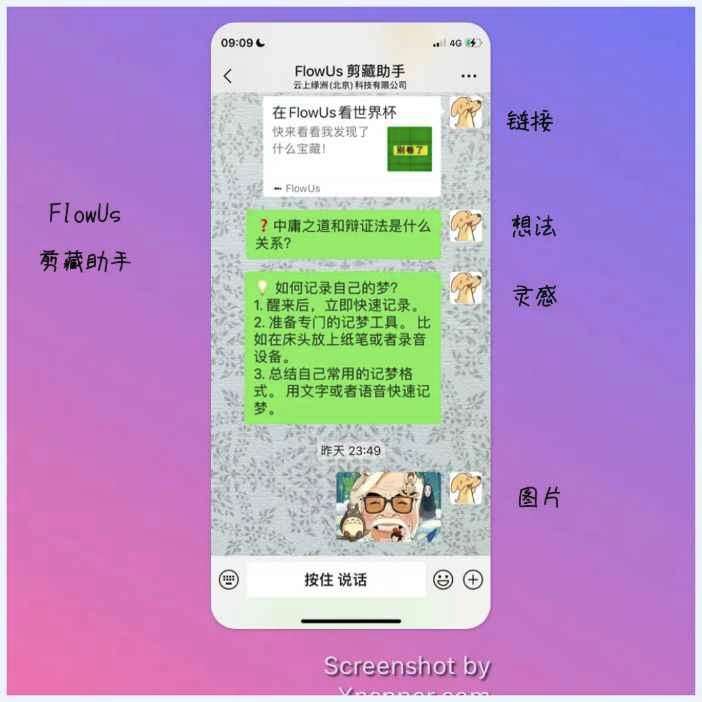 09:09
4G
FlowUs 剪藏助手
云上绿洲(北京)科技有限公司
在FlowUs看世界杯
快来看看我发现了
什么宝藏!
别卷了
FlowUs
链接
❓中庸之道和辩证法是什么
关系?
想法
FlowUs
剪藏助手
💡 如何记录自己的梦?
1. 醒来后，立即快速记录。
2. 准备专门的记梦工具。 比
如在床头放上纸笔或者录音
设备。
3. 总结自己常用的记梦格
式。 用文字或者语音快速记
梦。
灵感
昨天 23:49
图片
按住 说话
Screenshot by
Xnapper.com